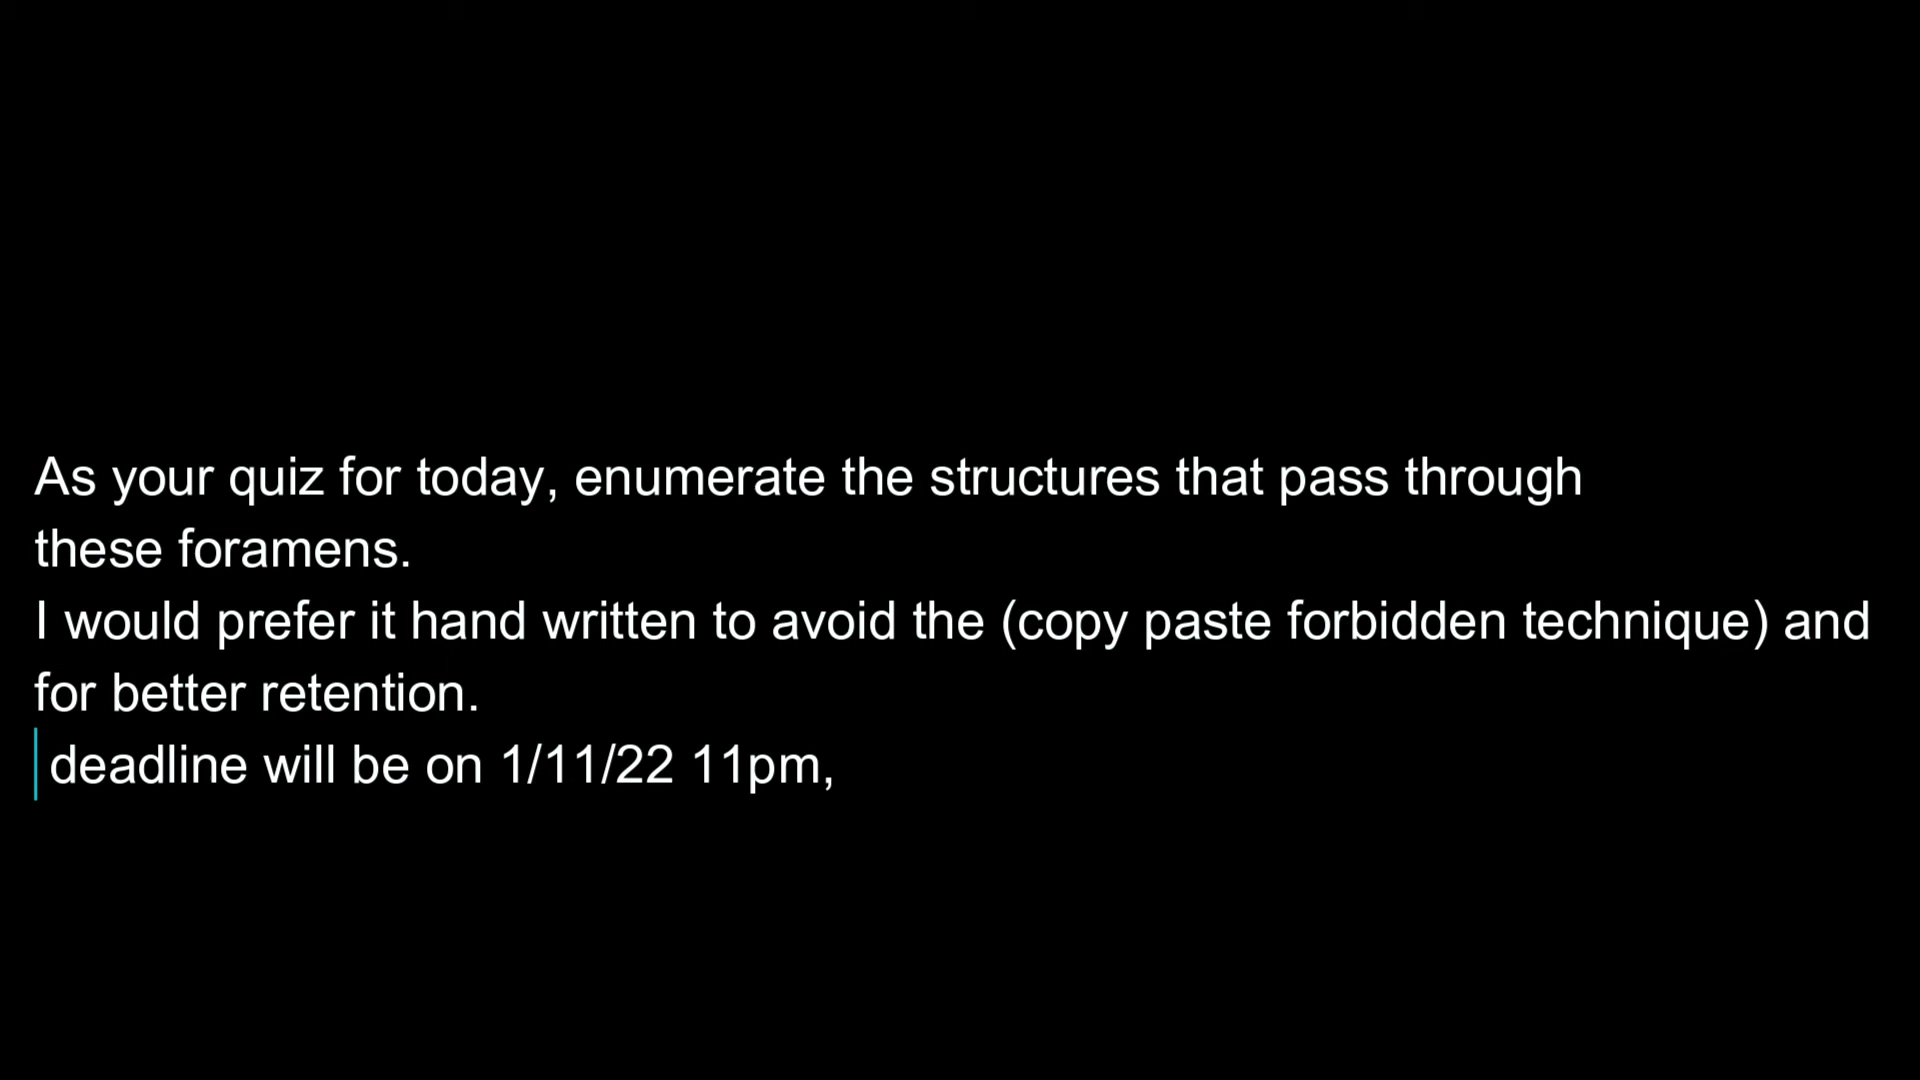 As your quiz for today, enumerate the structures that pass through
these foramens.
I would prefer it hand written to avoid the (copy paste forbidden technique) and
for better retention.
deadline will be on 1/11/22 11pm,